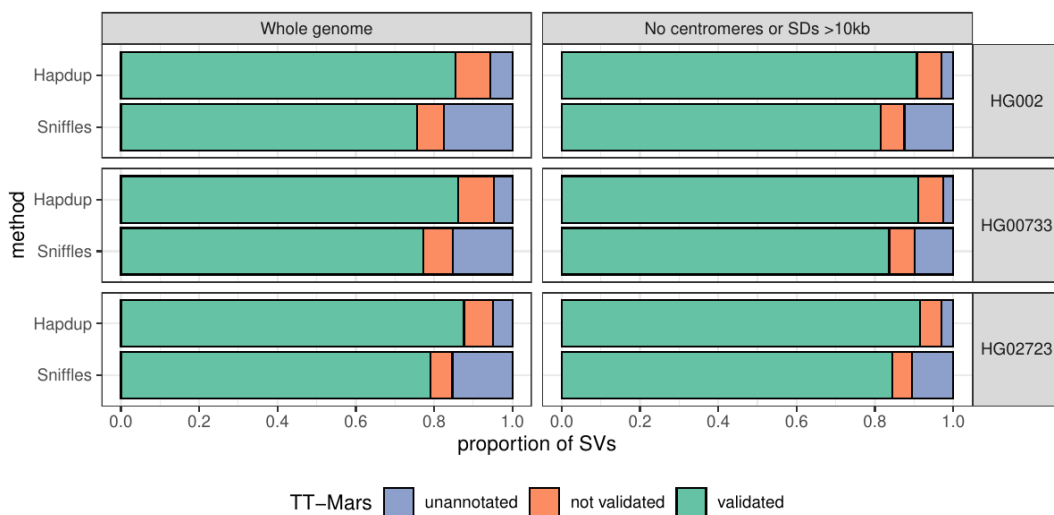 Whole genome
No centromeres or SDs >10kb
Hapdup
Sniffles
HG002
Hapdup
Sniffles
HG00733
Hapdup
Sniffles
HG02723
method
0.0 0.2 0.4 0.6 0.8 1.0
0.0 0.2 0.4 0.6 0.8 1.0
proportion of SVs
TT−Mars unannotated not validated validated